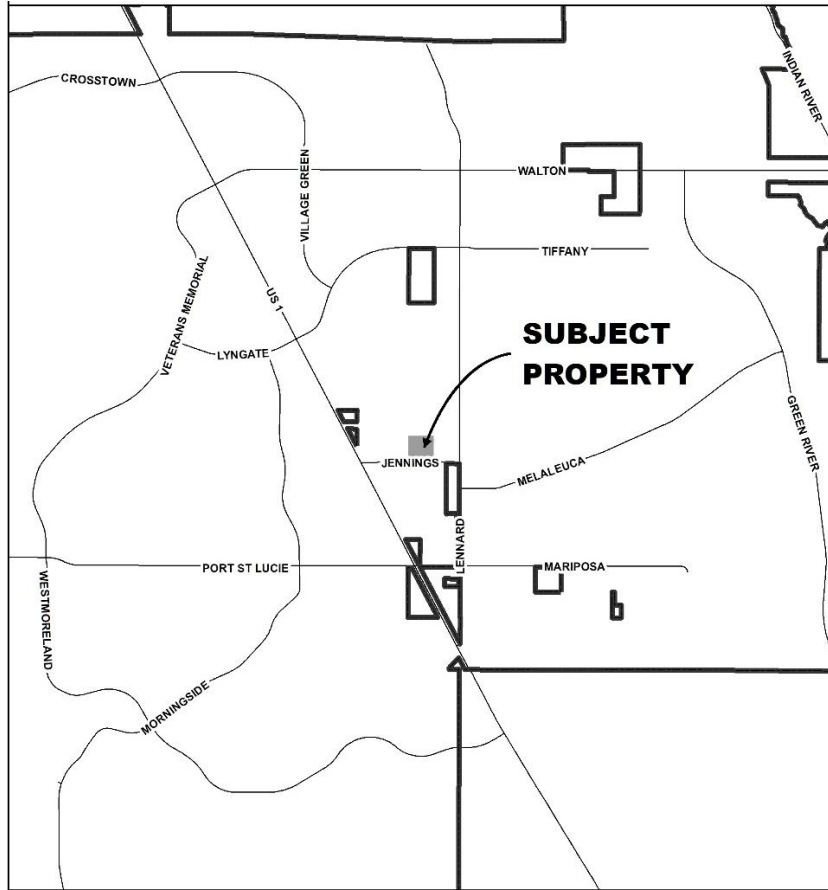 CROSSTOWN
INDIAN RIVER
VILLAGE GREEN
WALTON
TIFFANY
VETERANS MEMORIAL
US 1
LYNGATE
SUBJECT
PROPERTY
GREEN RIVER
JENNINGS
MELALEUCA
LENNARD
PORT ST LUCIE
MARIPOSA
WESTMORELAND
MORNINGSIDE